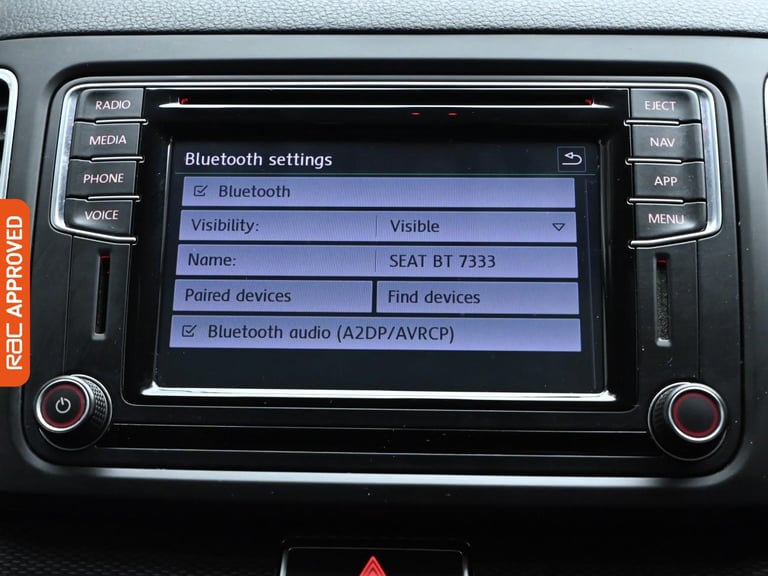 RADIO
MEDIA
PHONE
VOICE
EJECT
NAV
APP
MENU
Bluetooth settings
Bluetooth
Visibility: Visible
Name: SEAT BT 7333
Paired devices Find devices
Bluetooth audio (A2DP/AVRCP)
RAC APPROVED